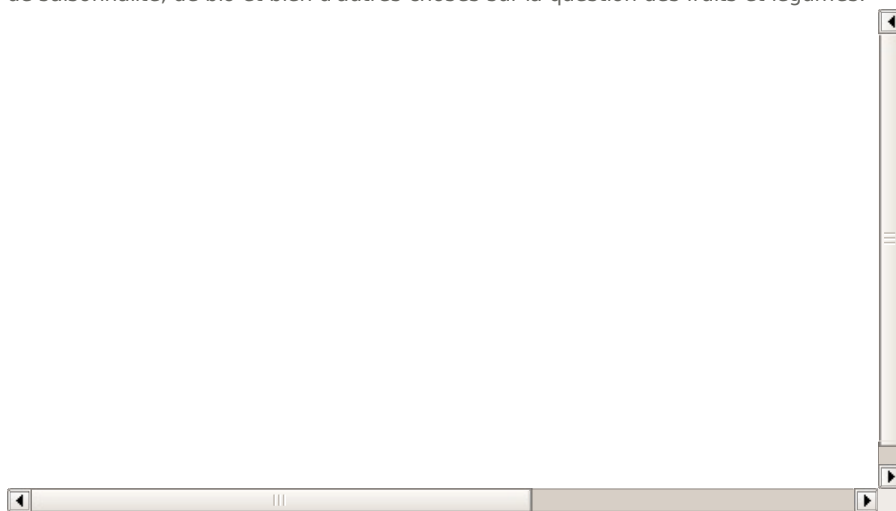 de saisonnalité, de bio et bien d'autres choses sur la question des fruits et légumes.